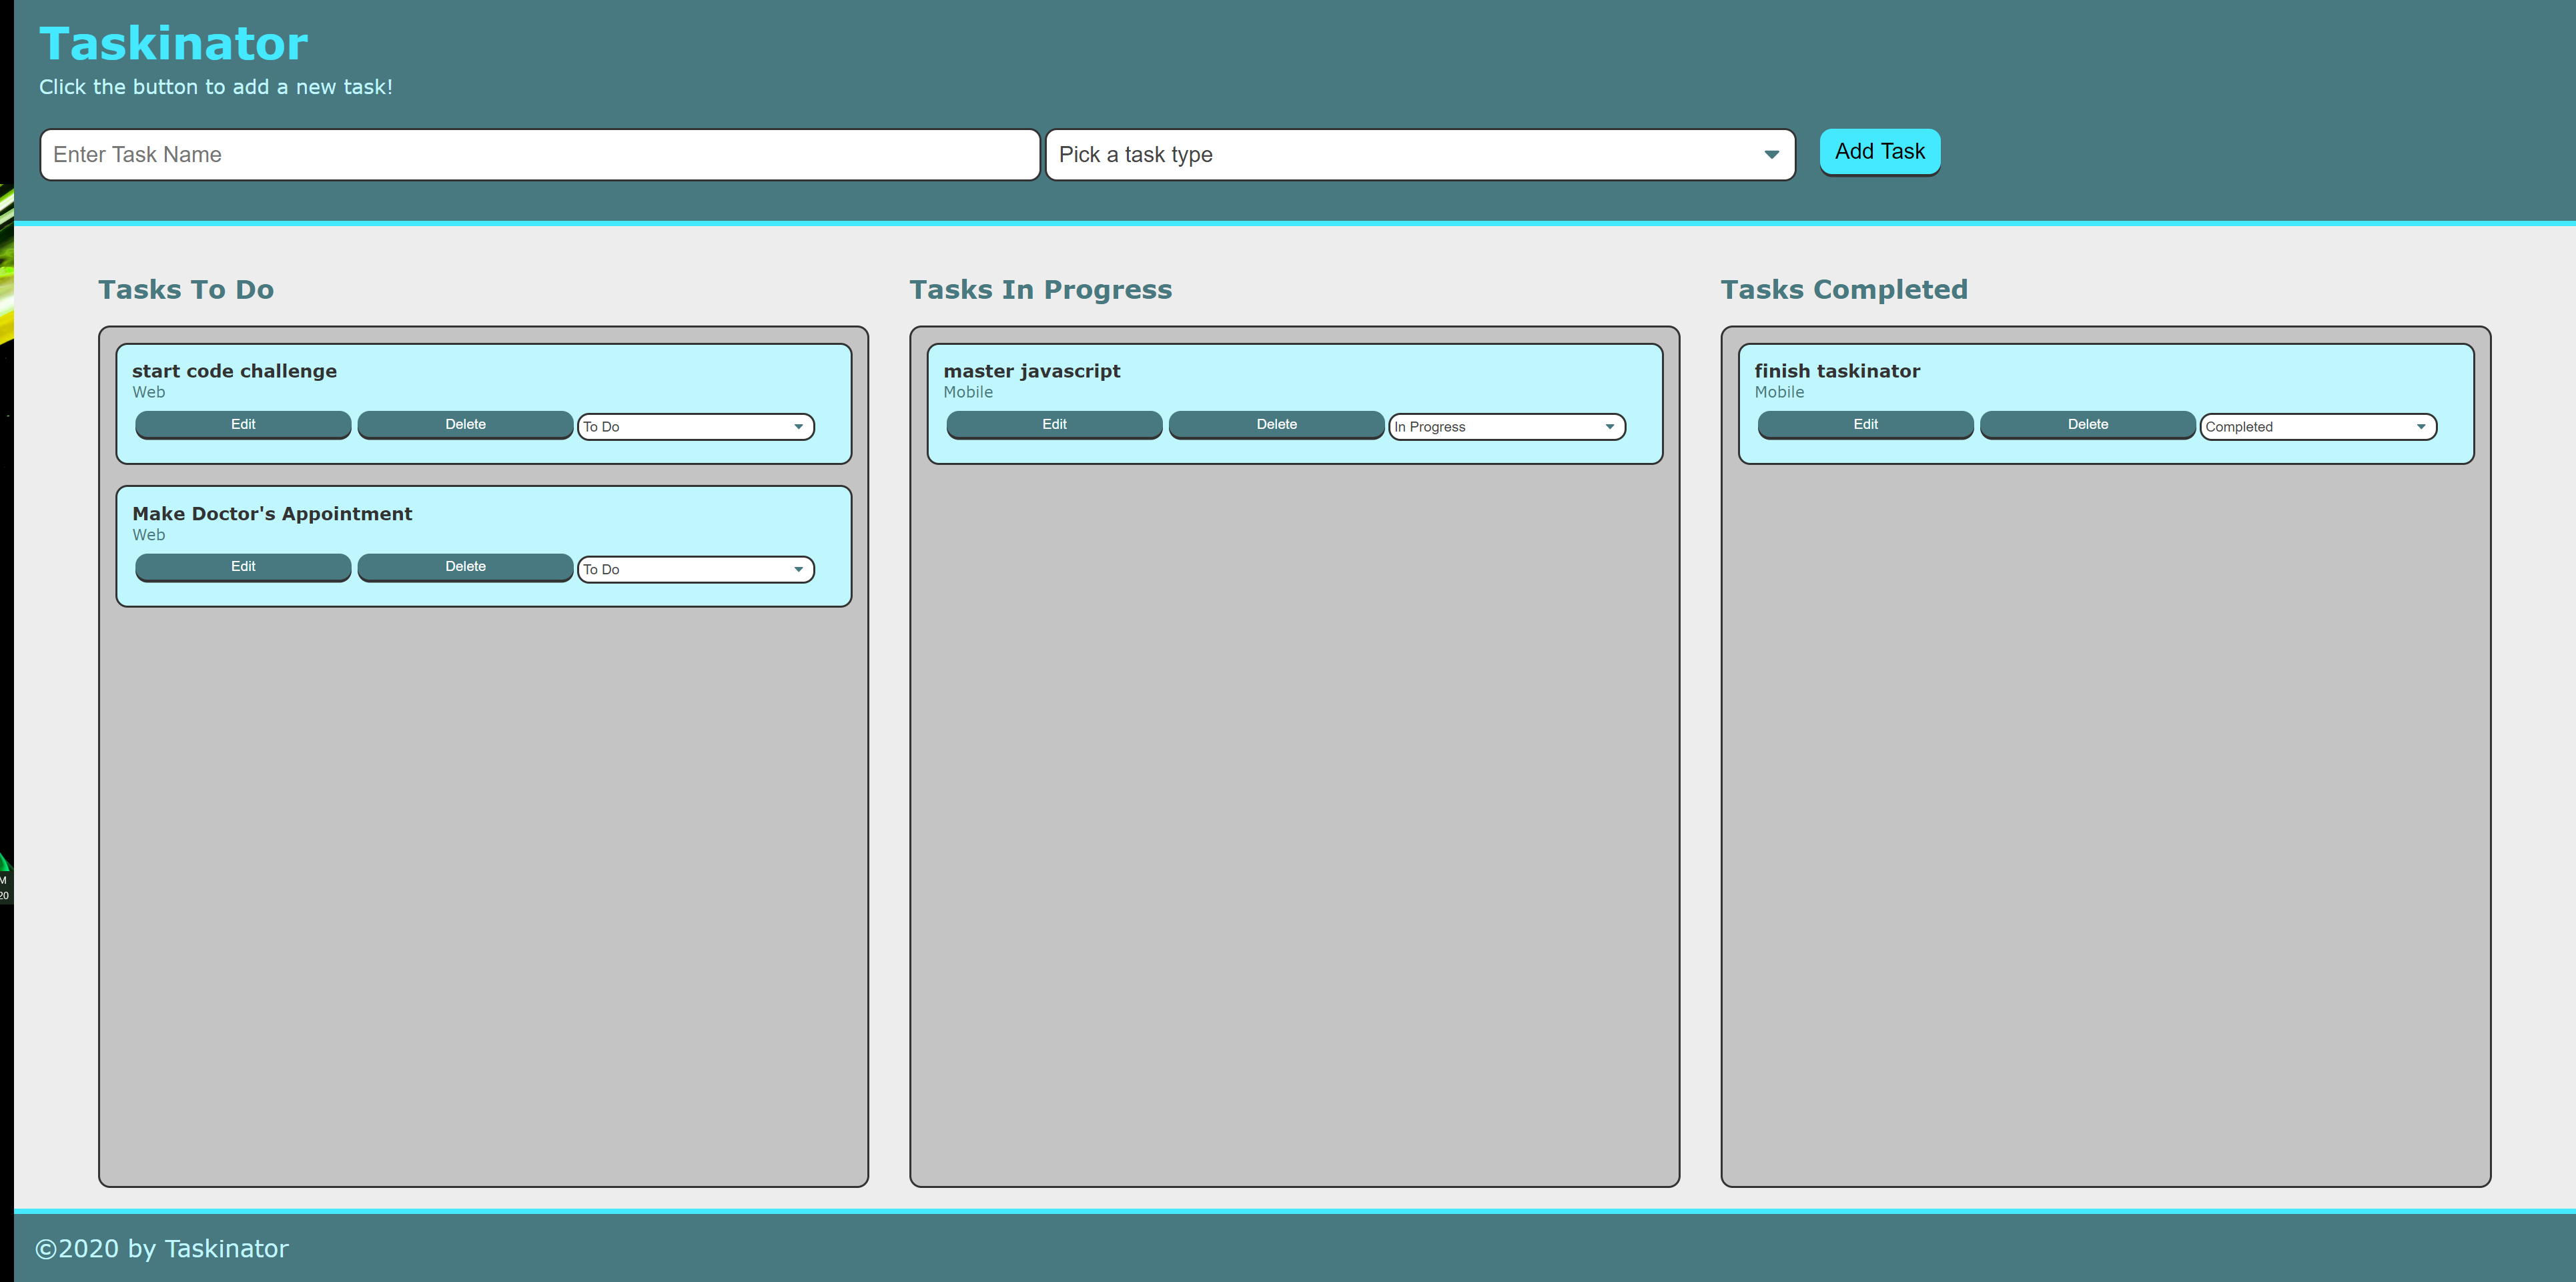 Taskinator
Click the button to add a new task!
Enter Task Name
Pick a task type
Add Task
Tasks To Do
start code challenge
Web
Edit
Delete
To Do
Make Doctor's Appointment
Web
Edit
Delete
To Do
Tasks In Progress
master javascript
Mobile
Edit
Delete
In Progress
Tasks Completed
finish taskinator
Mobile
Edit
Delete
Completed
M
20
©2020 by Taskinator